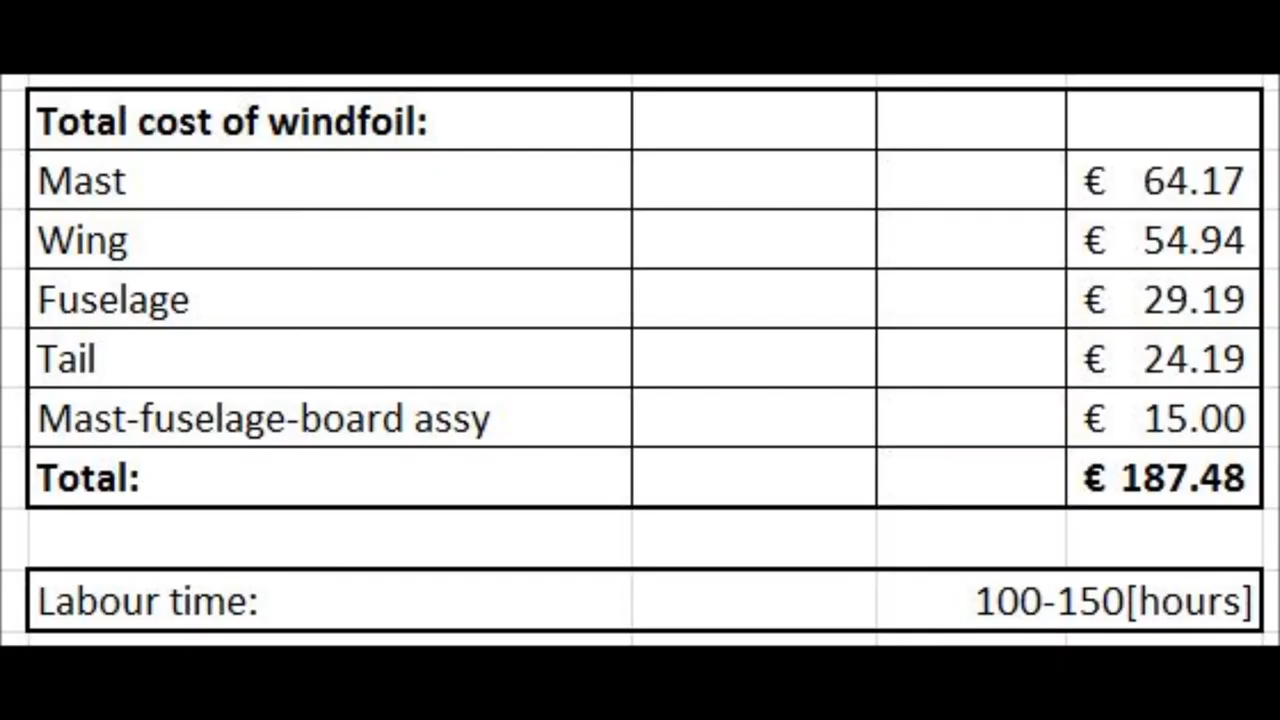 Total cost of windfoil:
Mast € 64.17
Wing € 54.94
Fuselage € 29.19
Tail € 24.19
Mast-fuselage-board assy € 15.00
Total: € 187.48
Labour time: 100-150[hours]